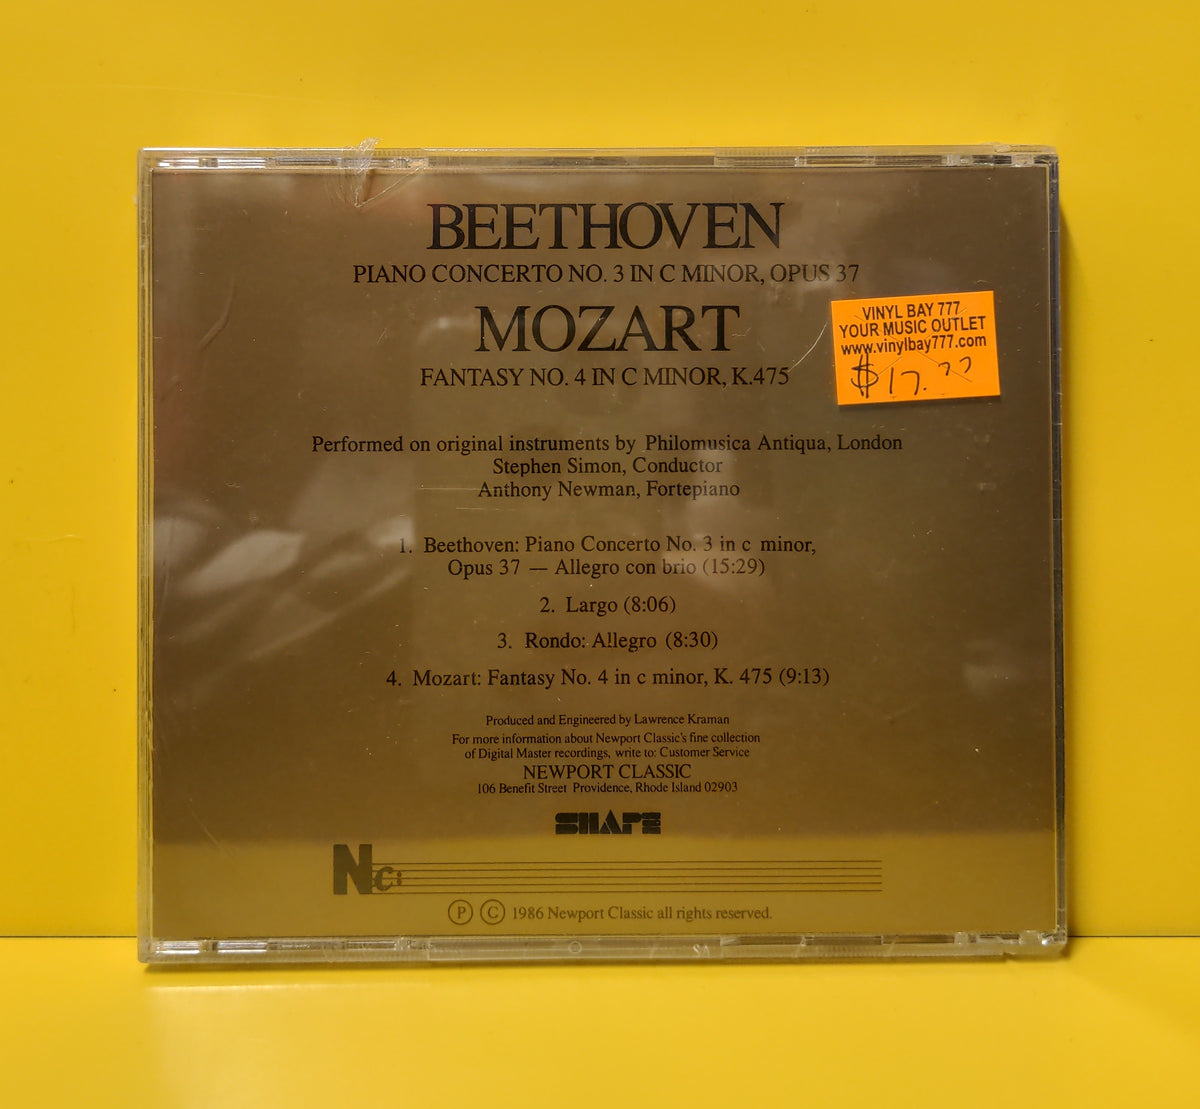 BEETHOVEN
PIANO CONCERTO NO. 3 IN C MINOR, OPUS 37
MOZART
FANTASY NO. 4 IN C MINOR, K.475
VINYL BAY 777
YOUR MUSIC OUTLET
www.vinylbay777.com
$17.77
Performed on original instruments by Philomusica Antiqua, London
Stephen Simon, Conductor
Anthony Newman, Fortepiano
1. Beethoven: Piano Concerto No. 3 in c minor,
Opus 37 — Allegro con brio (15:29)
2. Largo (8:06)
3. Rondo: Allegro (8:30)
4. Mozart: Fantasy No. 4 in c minor, K. 475 (9:13)
Produced and Engineered by Lawrence Kraman
For more information about Newport Classic's fine collection
of Digital Master recordings, write to: Customer Service
NEWPORT CLASSIC
106 Benefit Street Providence, Rhode Island 02903
SHAPE
Nc:
Ⓟ Ⓒ 1986 Newport Classic all rights reserved.